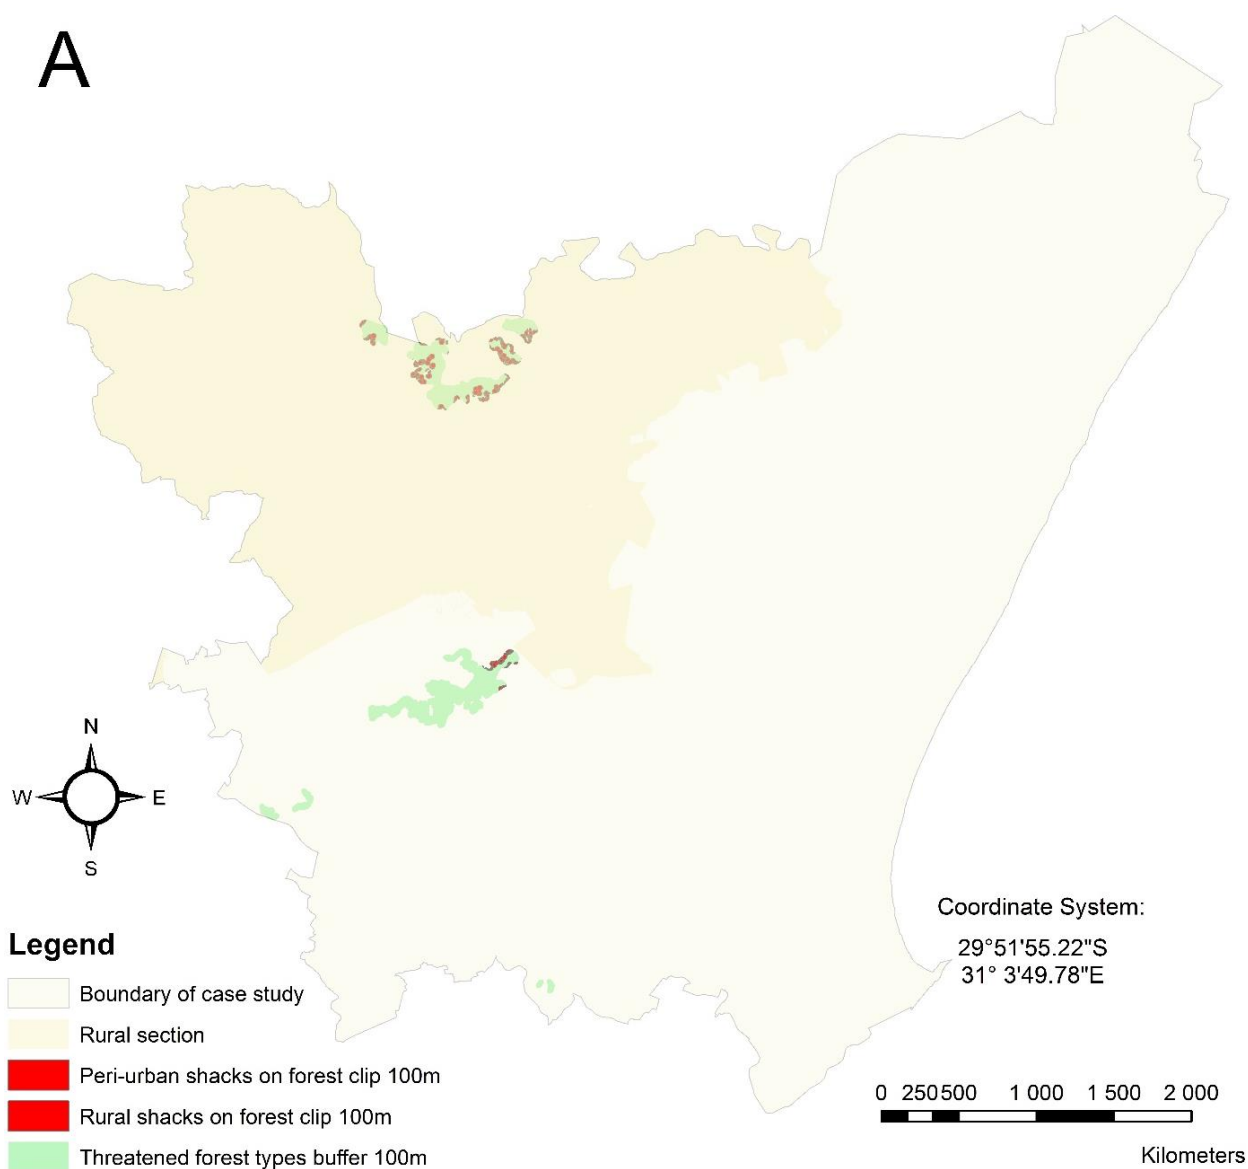 A
N
W E
S
Coordinate System:
29°51'55.22"S
31° 3'49.78"E
Legend
Boundary of case study
Rural section
Peri-urban shacks on forest clip 100m
Rural shacks on forest clip 100m
Threatened forest types buffer 100m
0 250 500 1 000 1 500 2 000
Kilometers